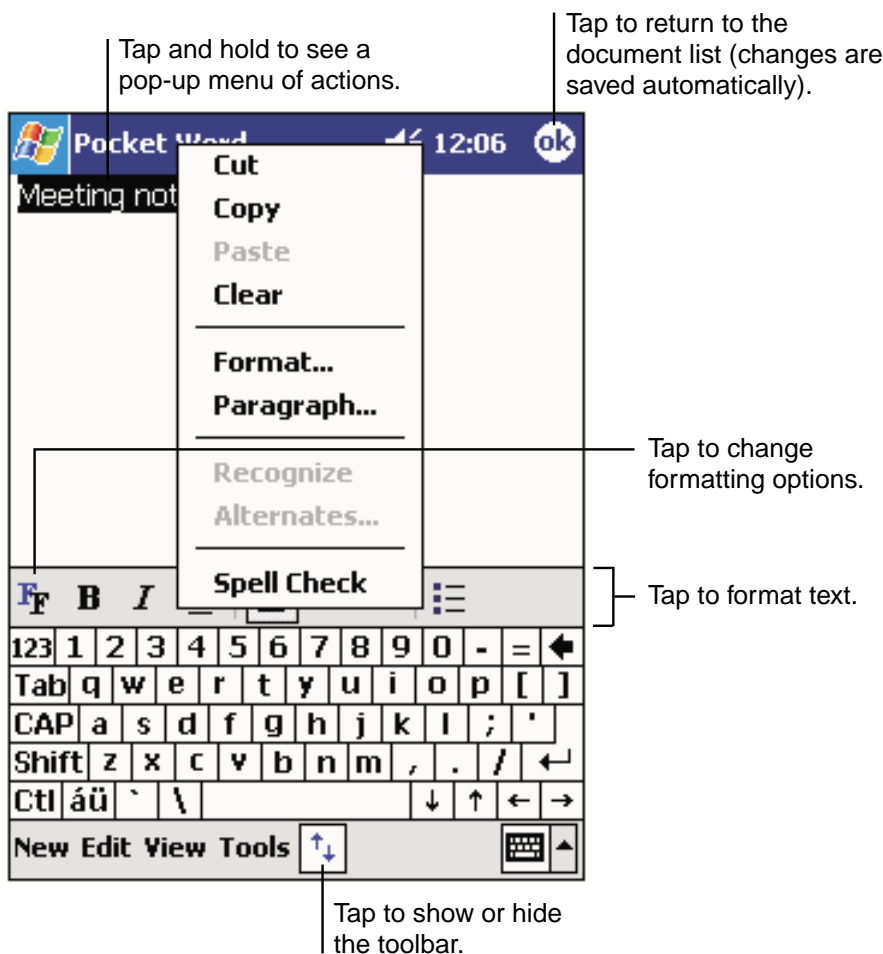 Tap to return to the
document list (changes are
saved automatically).
Tap and hold to see a
pop-up menu of actions.
Pocket 12:06 ok
Meeting
Cut
Copy
Paste
Clear
Format...
Paragraph...
Recognize
Alternates...
Spell Check
Tap to change
formatting options.
FF B I
Tap to format text.
123 1 2 3 4 5 6 7 8 9 0 - =
Tab q w e r t y u i o p [ ]
CAP a s d f g h j k l ; '
Shift z x c v b n m , . /
Ctl áü ` \ ↓ ↑ ← →
New Edit View Tools
Tap to show or hide
the toolbar.